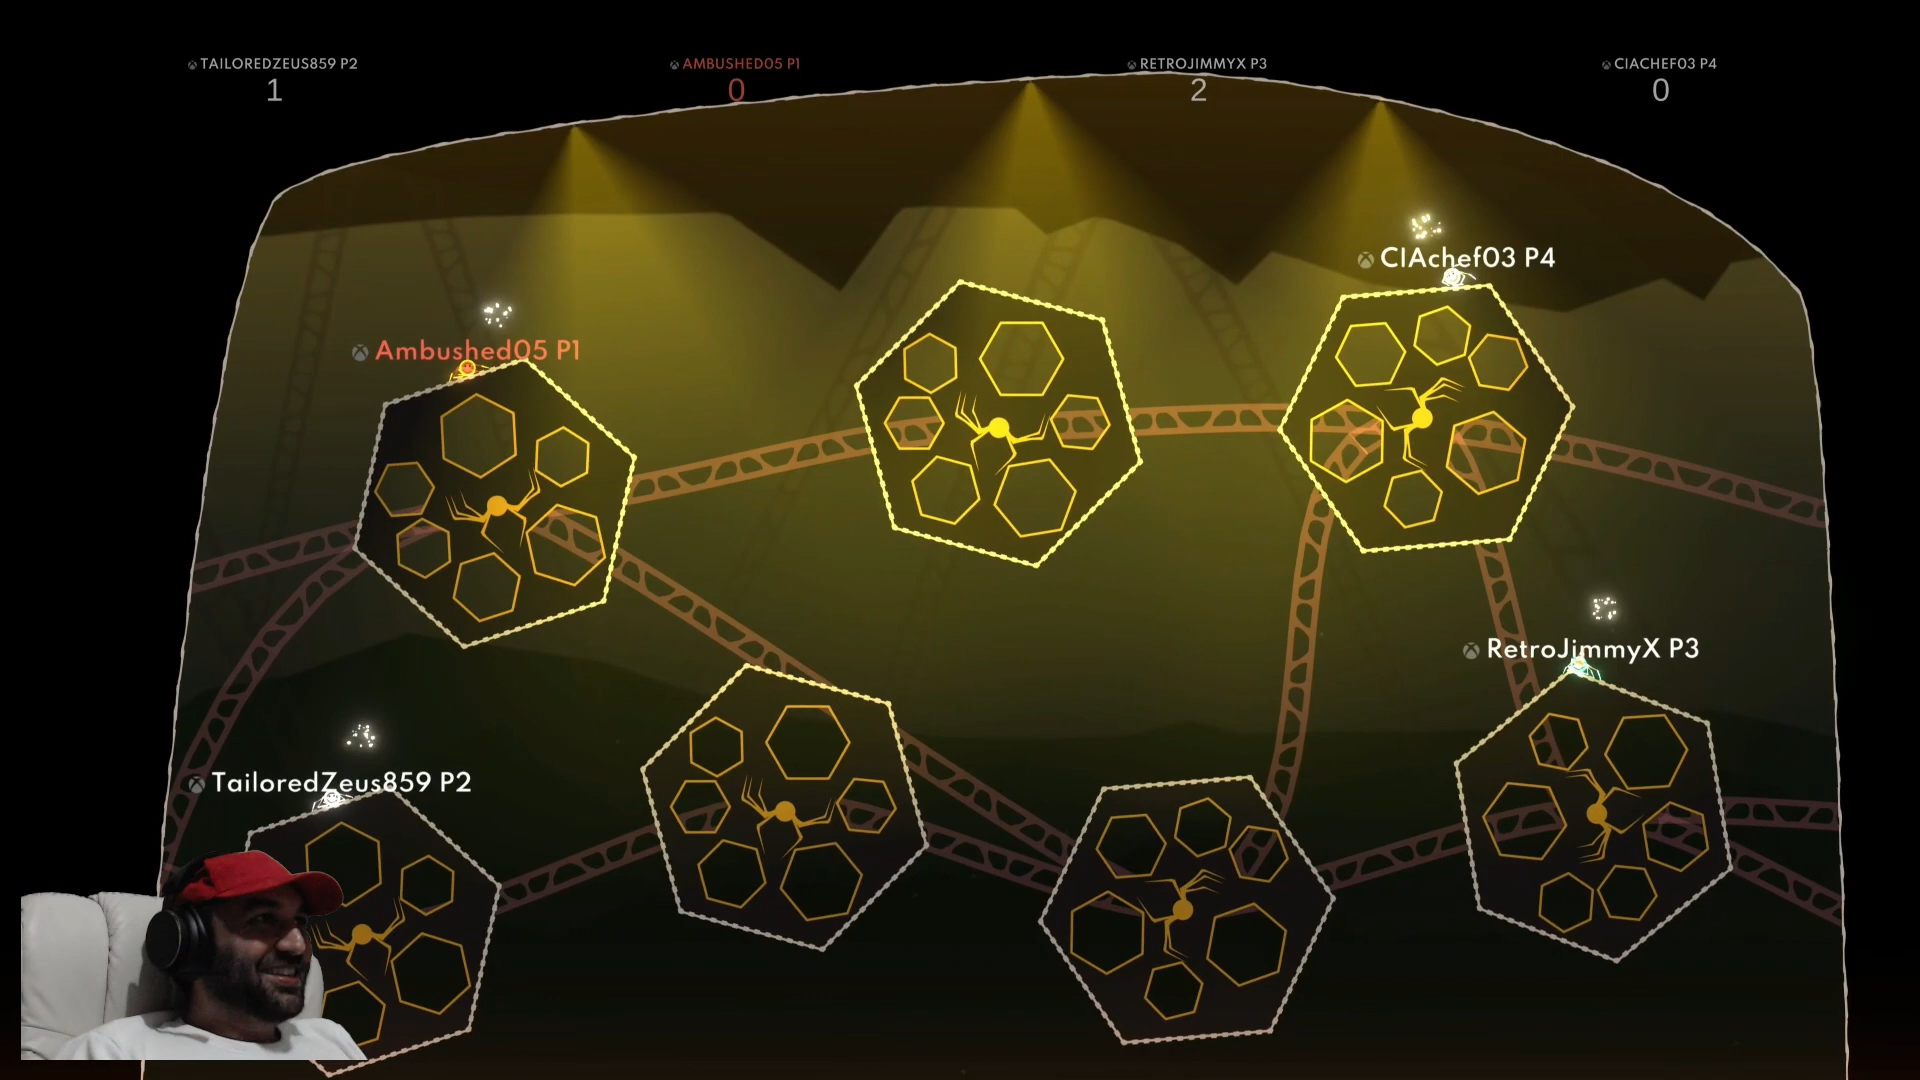 TAILOREDZEUS859 P2
1
AMBUSHED05 P1
0
RETROJIMMYX P3
2
CIACHEF03 P4
0
CIAchef03 P4
Ambushed05 P1
RetroJimmyX P3
TailoredZeus859 P2